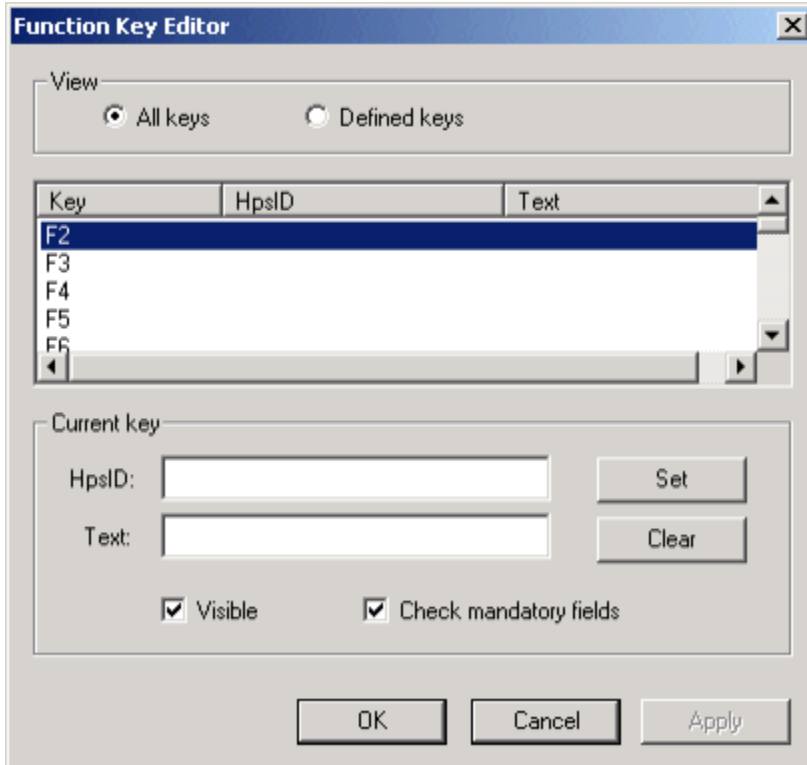 Function Key Editor
View
All keys Defined keys
Key HpsID Text
F2
F3
F4
F5
F6
Current key
HpsID: Set
Text: Clear
Visible Check mandatory fields
OK Cancel Apply